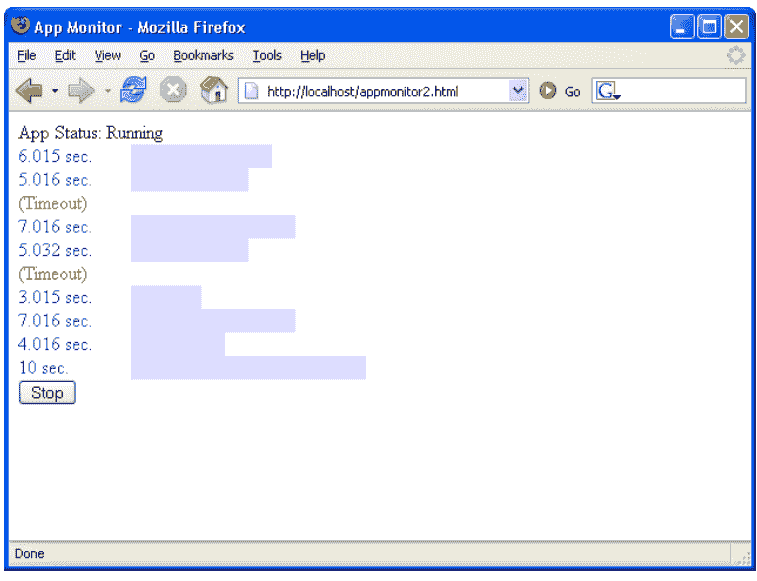 App Monitor - Mozilla Firefox
File Edit View Go Bookmarks Tools Help
http://localhost/appmonitor2.html Go G
App Status: Running
6.015 sec.
5.016 sec.
(Timeout)
7.016 sec.
5.032 sec.
(Timeout)
3.015 sec.
7.016 sec.
4.016 sec.
10 sec.
Stop
Done